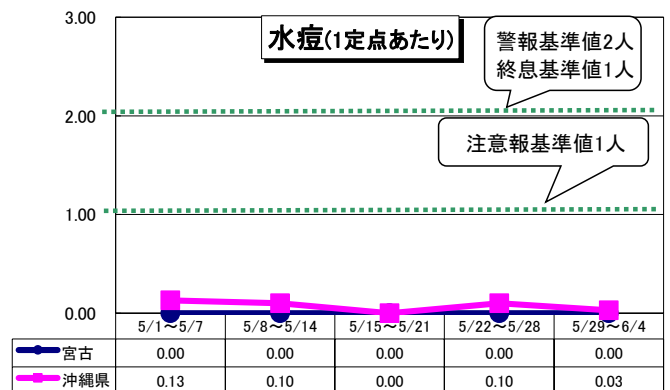 水痘(1定点あたり)
警報基準値2人
終息基準値1人
注意報基準値1人
3.00
2.00
1.00
0.00
5/1～5/7 5/8～5/14 5/15～5/21 5/22～5/28 5/29～6/4
宮古 0.00 0.00 0.00 0.00 0.00
沖縄県 0.13 0.10 0.00 0.10 0.03